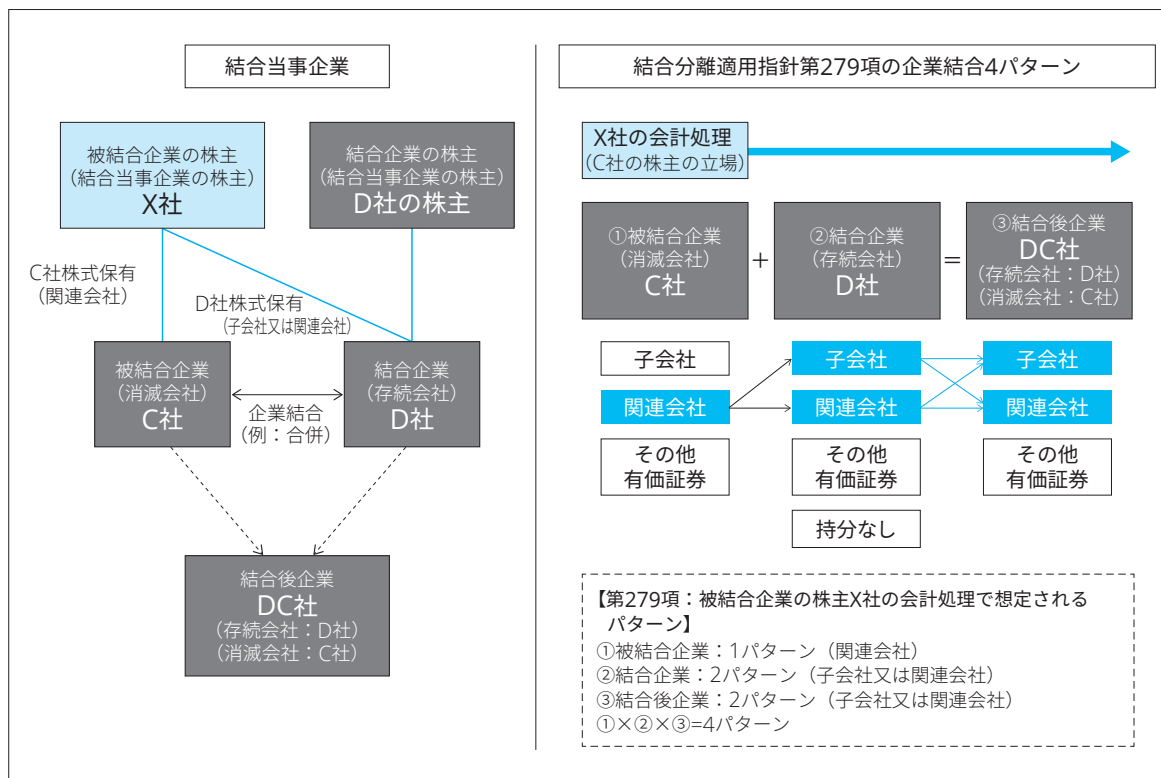 結合当事企業
被結合企業の株主
(結合当事企業の株主)
X社
結合企業の株主
(結合当事企業の株主)
D社の株主
C社株式保有
(関連会社)
D社株式保有
(子会社又は関連会社)
被結合企業
(消滅会社)
C社
企業結合
(例：合併)
結合企業
(存続会社)
D社
結合後企業
DC社
(存続会社：D社)
(消滅会社：C社)
結合分離適用指針第279項の企業結合4パターン
X社の会計処理
(C社の株主の立場)
①被結合企業
(消滅会社)
C社
+
②結合企業
(存続会社)
D社
=
③結合後企業
DC社
(存続会社：D社)
(消滅会社：C社)
子会社
子会社
子会社
関連会社
関連会社
関連会社
その他
有価証券
その他
有価証券
その他
有価証券
持分なし
【第279項：被結合企業の株主X社の会計処理で想定される
パターン】
①被結合企業：1パターン（関連会社）
②結合企業：2パターン（子会社又は関連会社）
③結合後企業：2パターン（子会社又は関連会社）
①×②×③=4パターン